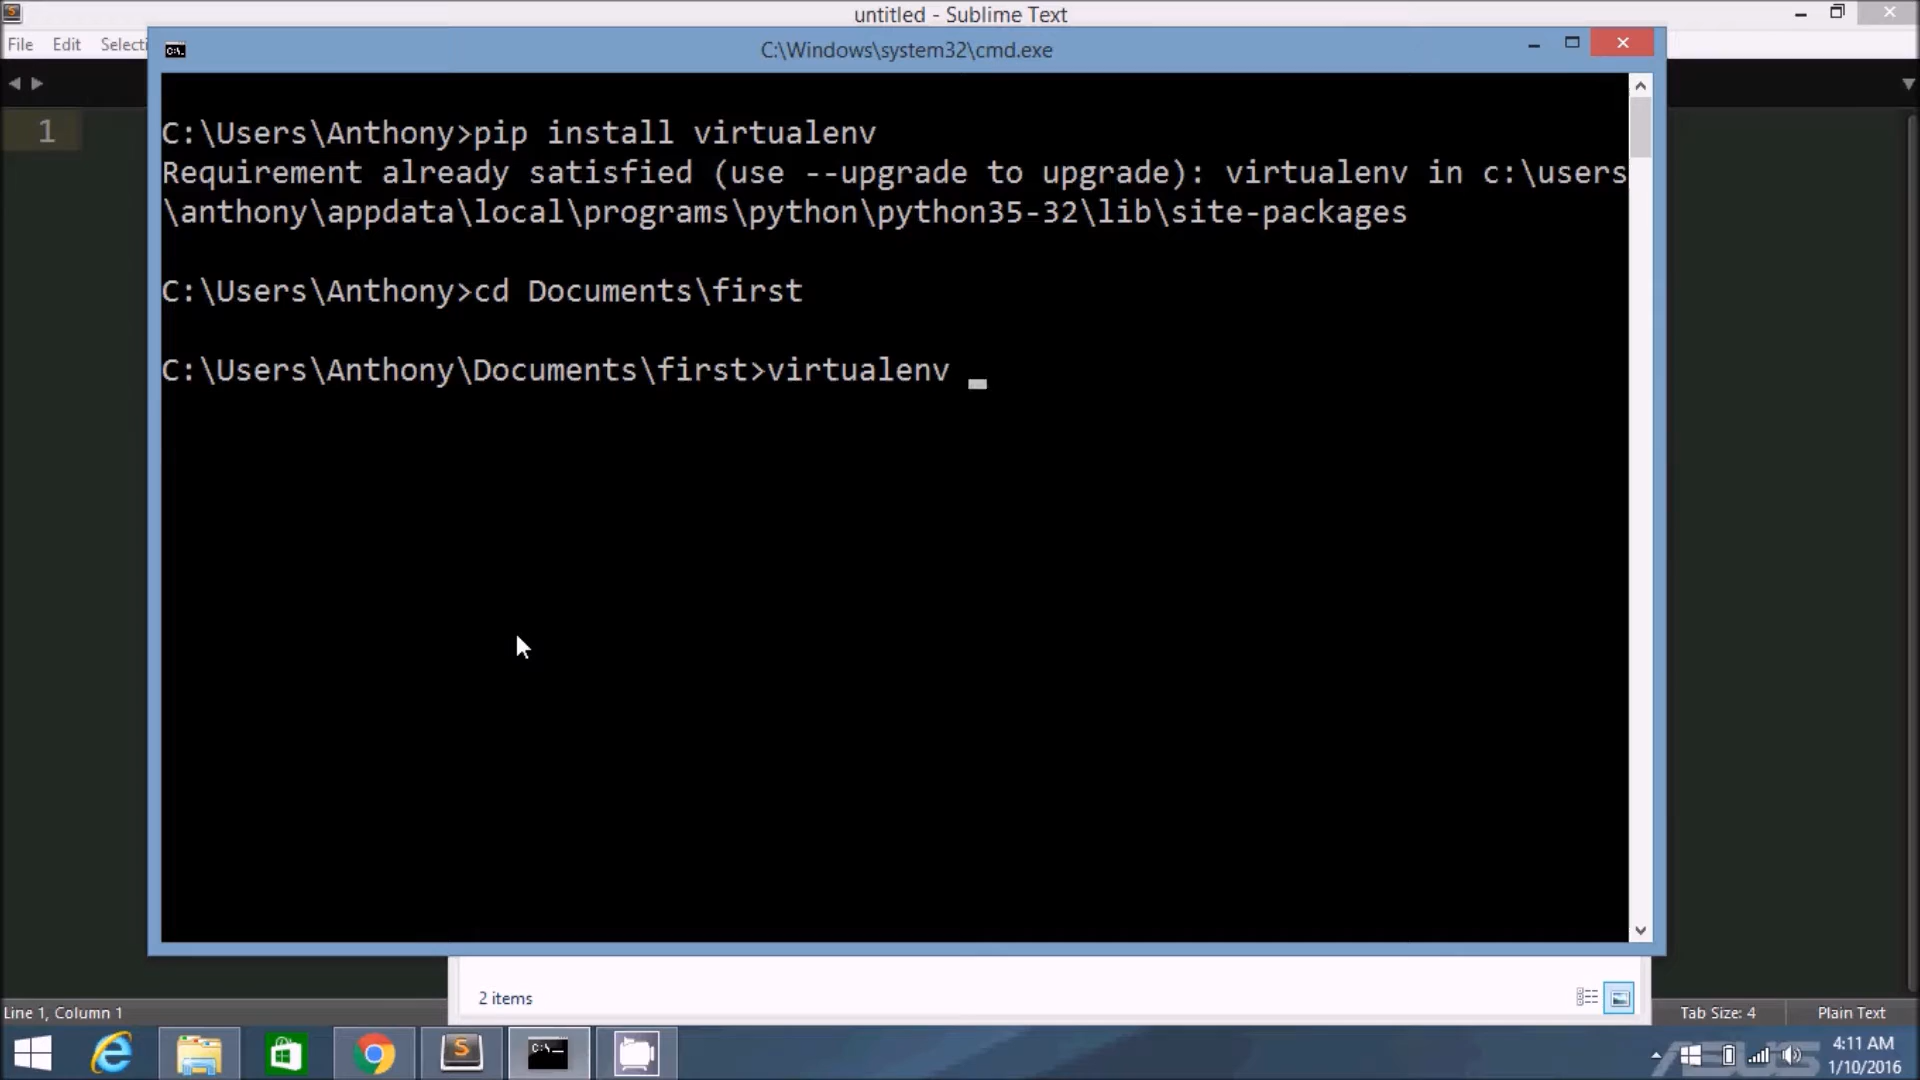 untitled - Sublime Text
File Edit Selecti
C:\Windows\system32\cmd.exe
1
C:\Users\Anthony>pip install virtualenv
Requirement already satisfied (use --upgrade to upgrade): virtualenv in c:\users
\anthony\appdata\local\programs\python\python35-32\lib\site-packages
C:\Users\Anthony>cd Documents\first
C:\Users\Anthony\Documents\first>virtualenv _
2 items
Line 1, Column 1
Tab Size: 4
Plain Text
4:11 AM
ASUS
1/10/2016